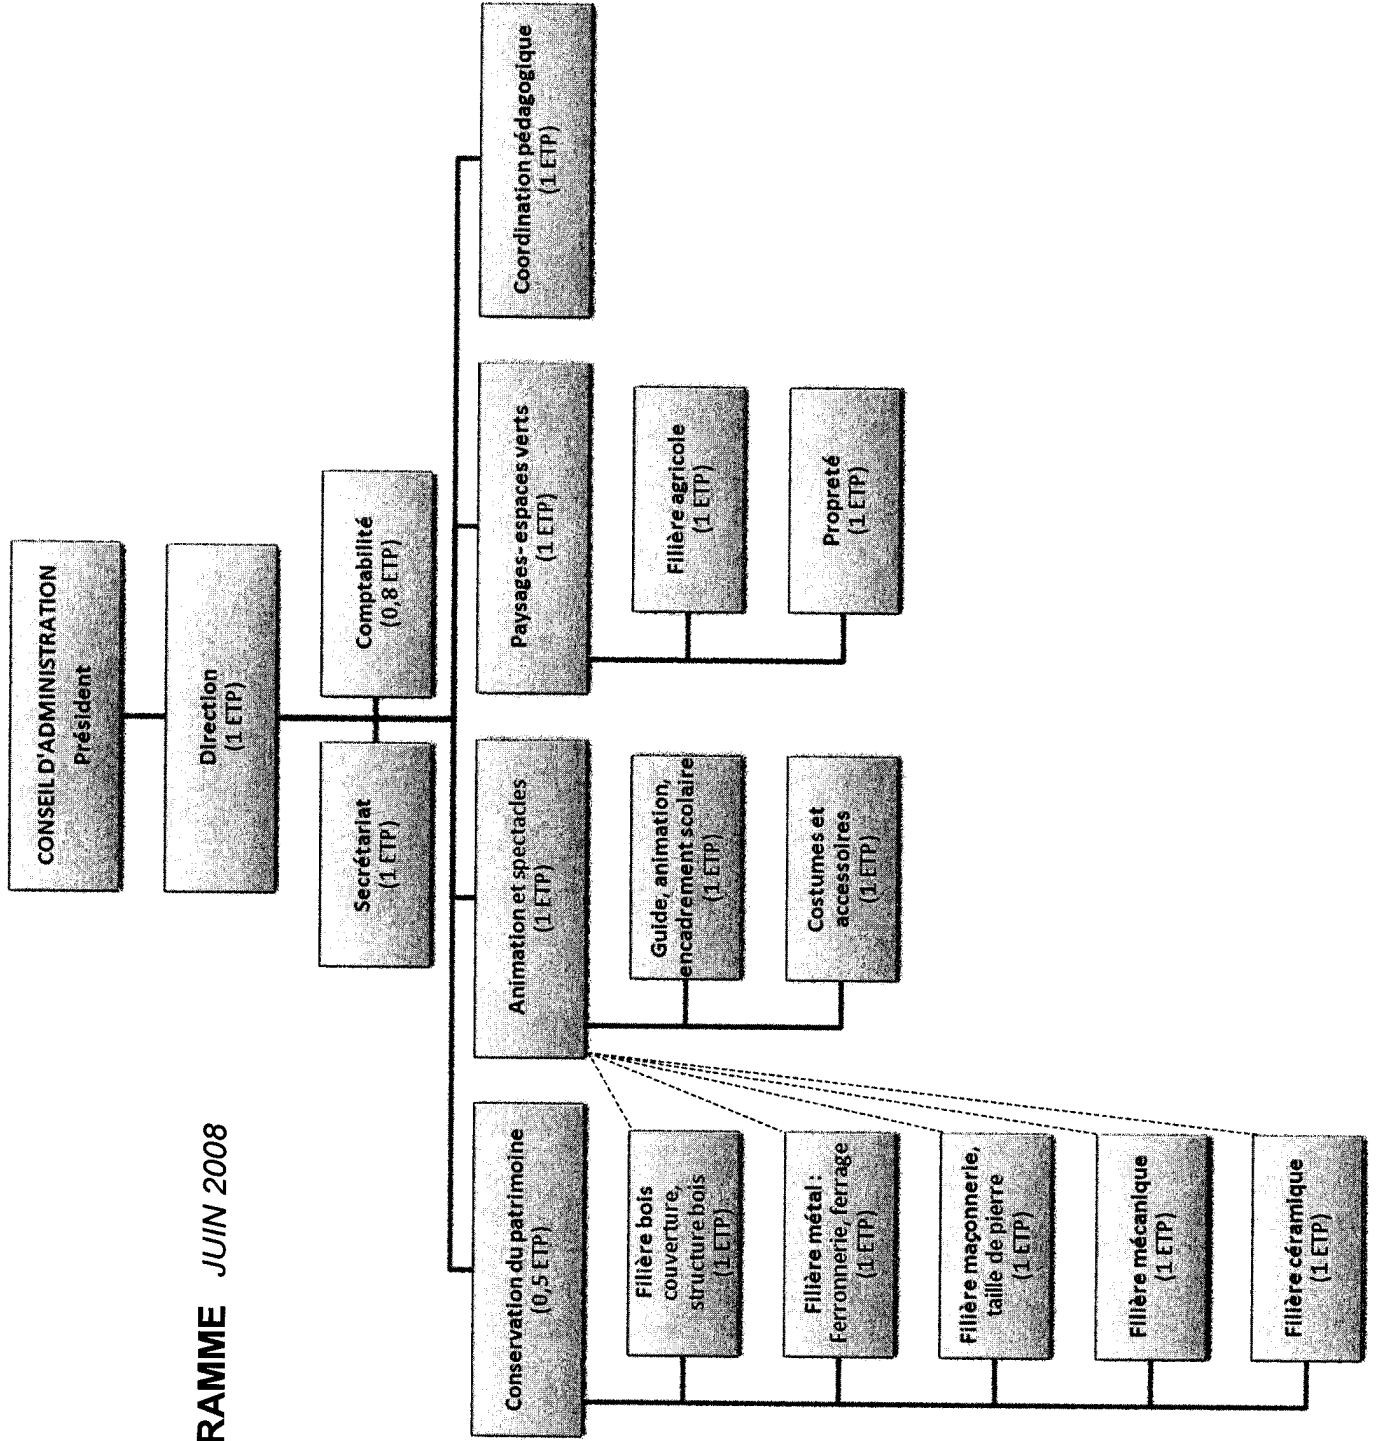 RAMME JUIN 2008
CONSEIL D'ADMINISTRATION
Président
Direction
(1 ETP)
Secrétariat
(1 ETP)
Comptabilité
(0,8 ETP)
Conservation du patrimoine
(0,5 ETP)
Animation et spectacles
(1 ETP)
Paysages- espaces verts
(1 ETP)
Coordination pédagogique
(1 ETP)
Filière bois
couverture,
structure bois
(1 ETP)
Filière métal :
Ferronnerie, ferrage
(1 ETP)
Filière maçonnerie,
taille de pierre
(1 ETP)
Filière mécanique
(1 ETP)
Filière céramique
(1 ETP)
Guide, animation,
encadrement scolaire
(1 ETP)
Costumes et
accessoires
(1 ETP)
Filière agricole
(1 ETP)
Propreté
(1 ETP)